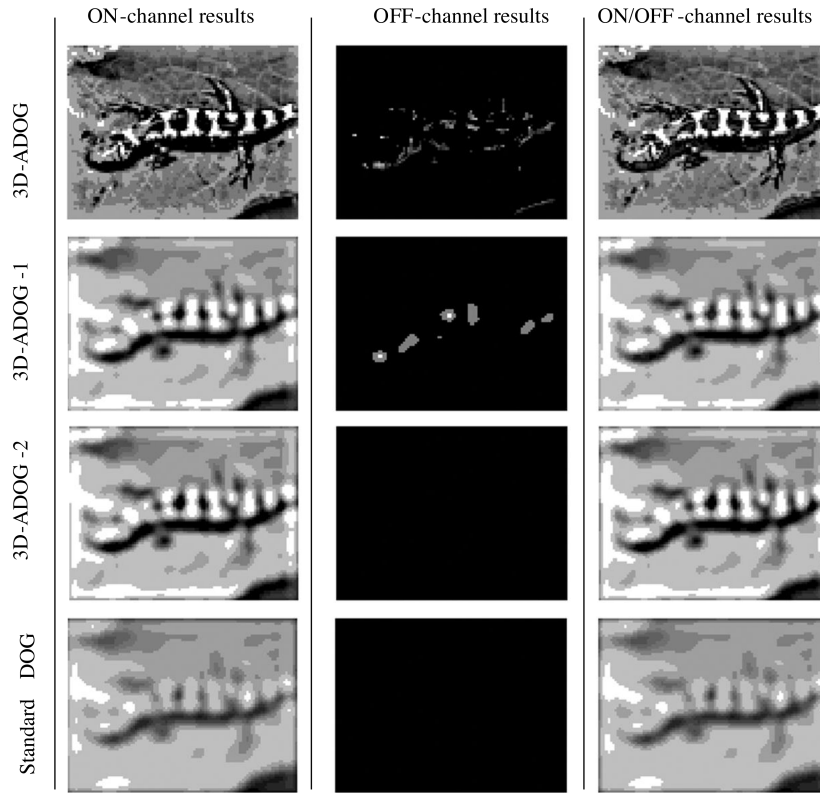 ON-channel results
OFF-channel results
ON/OFF-channel results
3D-ADOG
3D-ADOG -1
3D-ADOG -2
Standard DOG